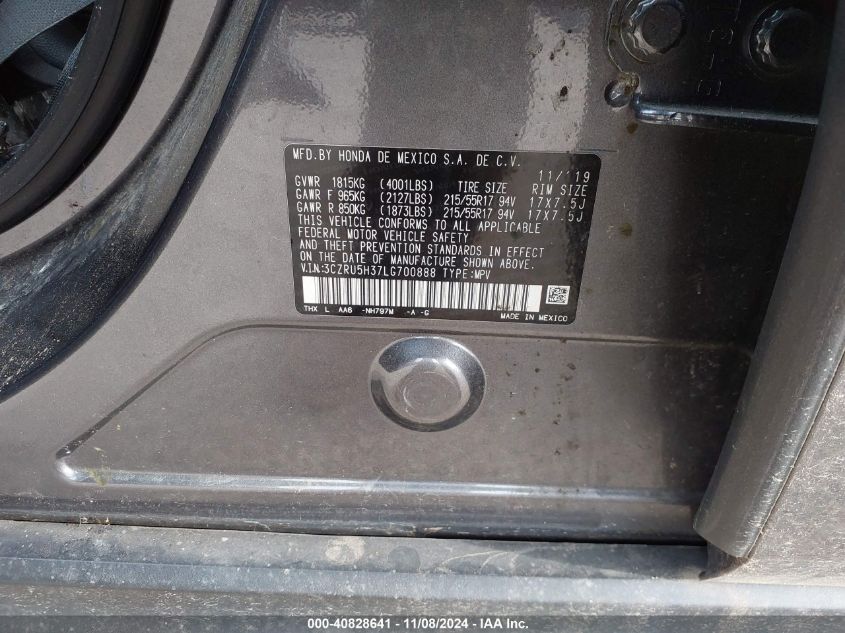 MFD.BY HONDA DE MEXICO S.A. DE C.V.
11/'19
GVWR 1815KG (4001LBS) TIRE SIZE RIM SIZE
GAWR F 965KG (2127LBS) 215/55R17 94V 17X7.5J
GAWR R 850KG (1873LBS) 215/55R17 94V 17X7.5J
THIS VEHICLE CONFORMS TO ALL APPLICABLE
FEDERAL MOTOR VEHICLE SAFETY
AND THEFT PREVENTION STANDARDS IN EFFECT
ON THE DATE OF MANUFACTURE SHOWN ABOVE.
V.I.N:3CZRU5H37LG700888 TYPE:MPV
THX L AA6 -NH797M -A -G MADE IN MEXICO
000-40828641 - 11/08/2024 - IAA Inc.